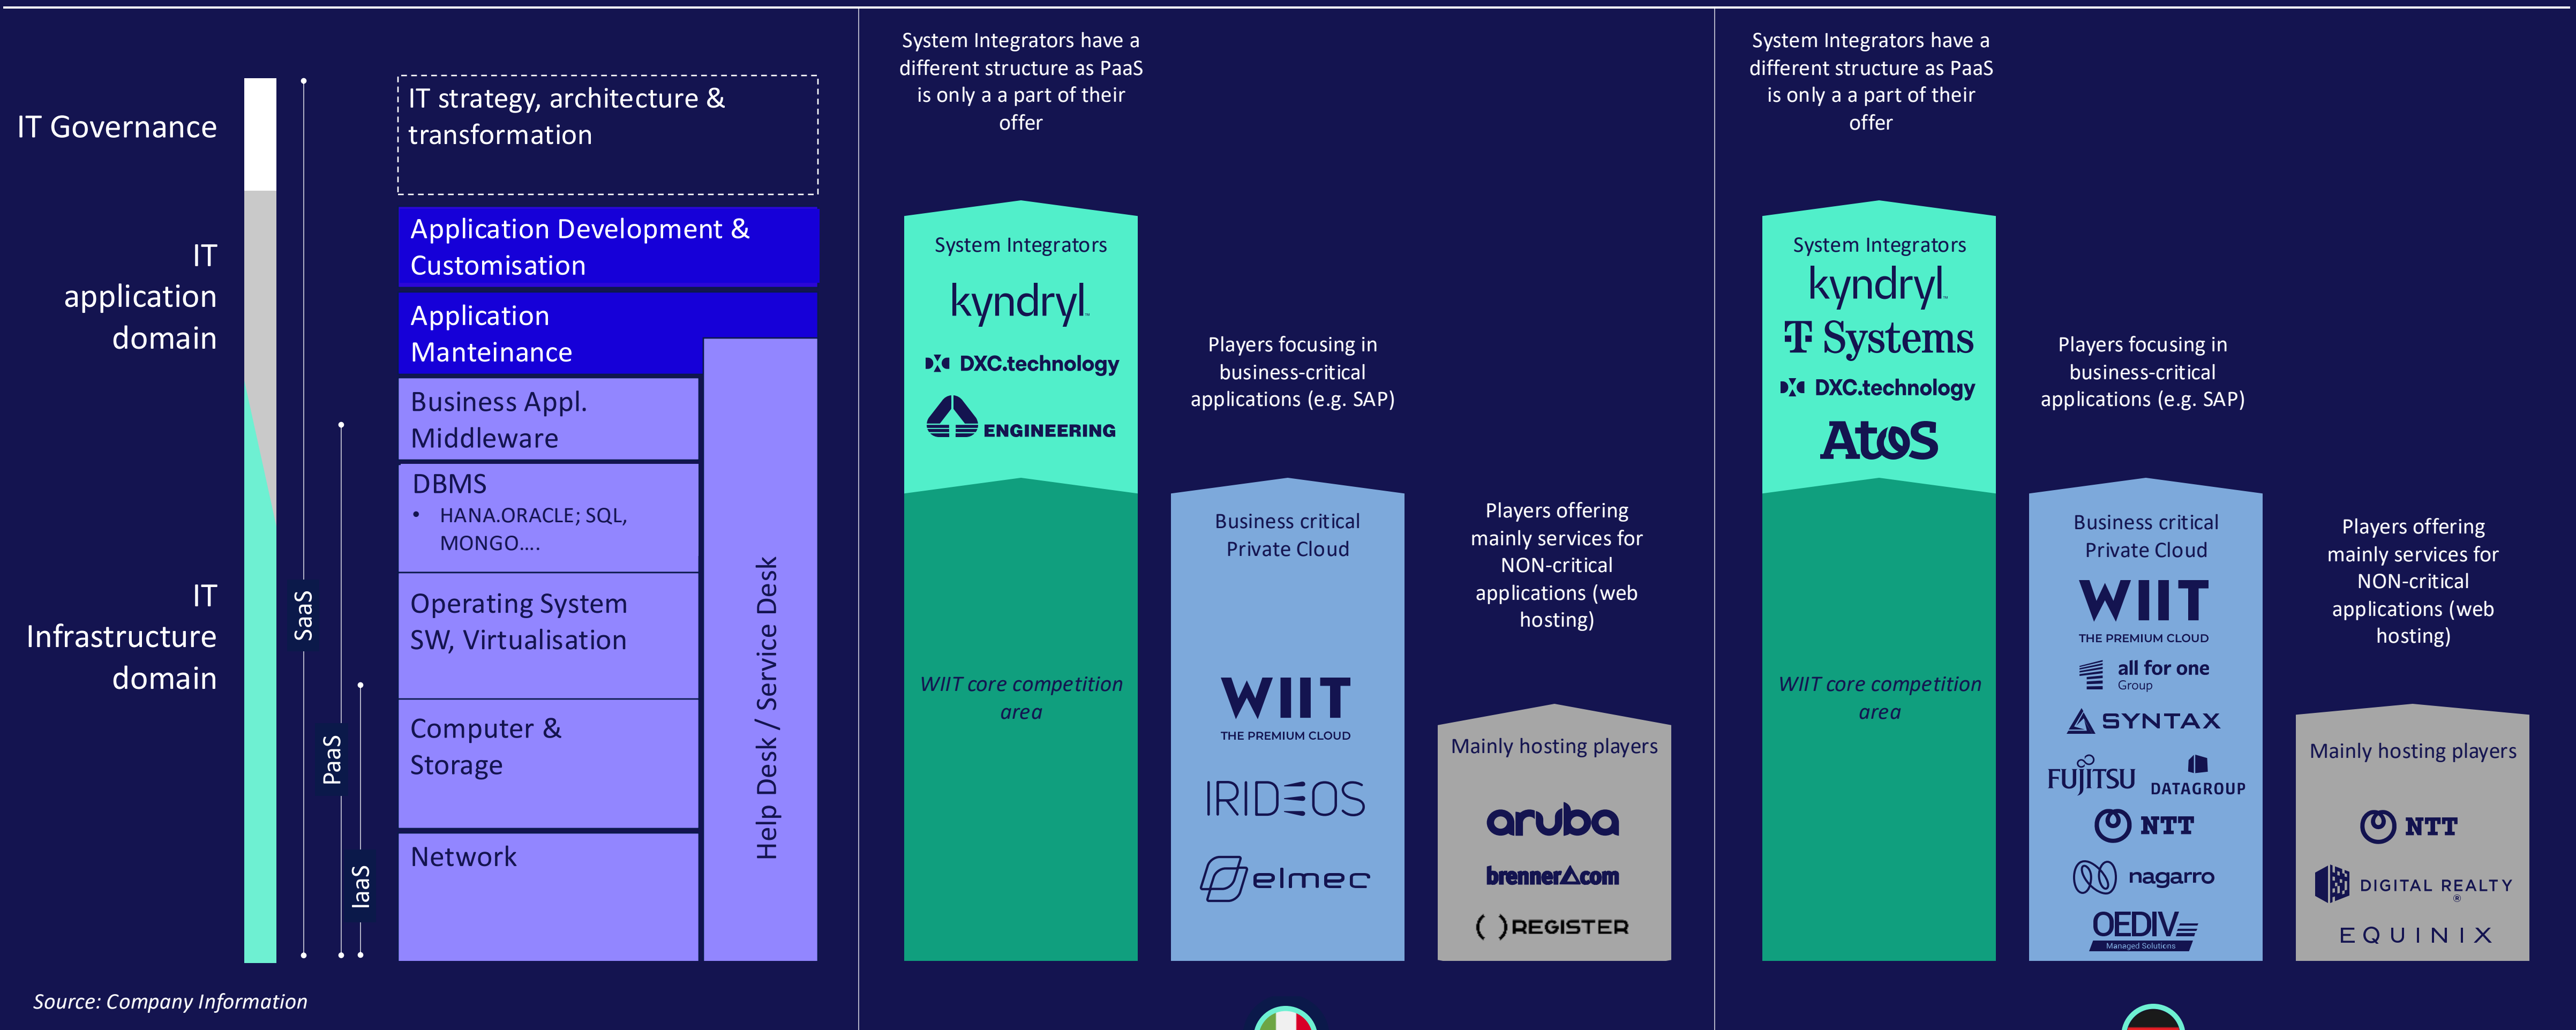 IT Governance
IT
application
domain
IT
Infrastructure
domain
SaaS
PaaS
IaaS
IT strategy, architecture &
transformation
Application Development &
Customisation
Application
Manteinance
Business Appl.
Middleware
DBMS
• HANA.ORACLE; SQL,
MONGO....
Operating System
SW, Virtualisation
Computer &
Storage
Network
Help Desk / Service Desk
Source: Company Information
System Integrators have a
different structure as PaaS
is only a a part of their
offer
System Integrators
kyndryl™
DXC.technology
ENGINEERING
WIIT core competition
area
Players focusing in
business-critical
applications (e.g. SAP)
Business critical
Private Cloud
WIIT
THE PREMIUM CLOUD
IRIDEOS
elmec
Players offering
mainly services for
NON-critical
applications (web
hosting)
Mainly hosting players
aruba
brennercom
REGISTER
System Integrators have a
different structure as PaaS
is only a a part of their
offer
System Integrators
kyndryl™
T Systems
DXC.technology
Atos
WIIT core competition
area
Players focusing in
business-critical
applications (e.g. SAP)
Business critical
Private Cloud
WIIT
THE PREMIUM CLOUD
all for one
Group
SYNTAX
FUJITSU
DATAGROUP
NTT
nagarro
OEDIV
Managed Solutions
Players offering
mainly services for
NON-critical
applications (web
hosting)
Mainly hosting players
NTT
DIGITAL REALTY®
EQUINIX